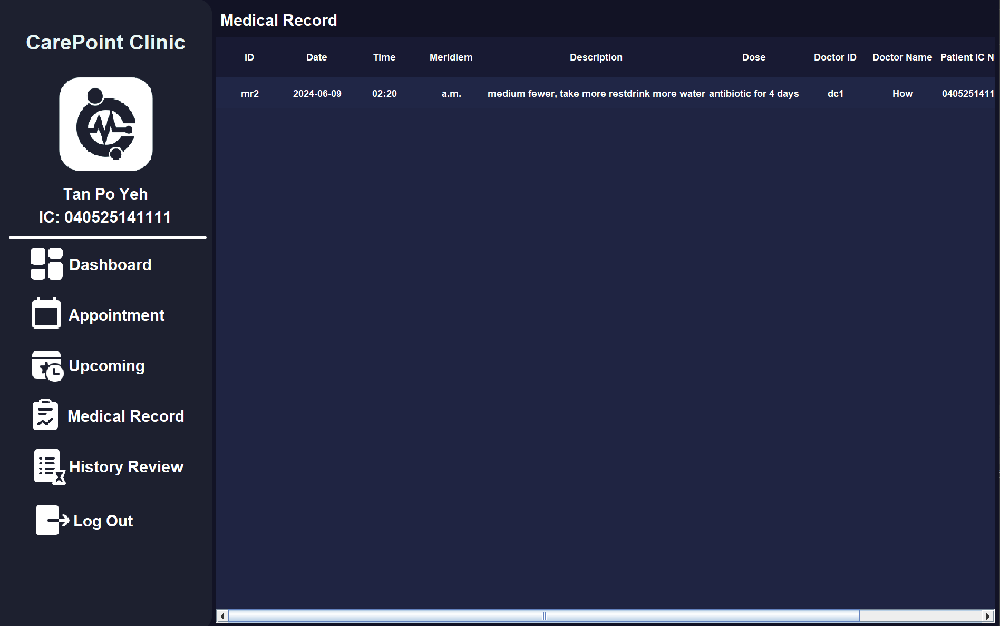 CarePoint Clinic
Tan Po Yeh
IC: 040525141111
Dashboard
Appointment
Upcoming
Medical Record
History Review
Log Out
Medical Record
ID Date Time Meridiem Description Dose Doctor ID Doctor Name Patient IC N
mr2 2024-06-09 02:20 a.m. medium fewer, take more restdrink more water antibiotic for 4 days dc1 How 0405251411